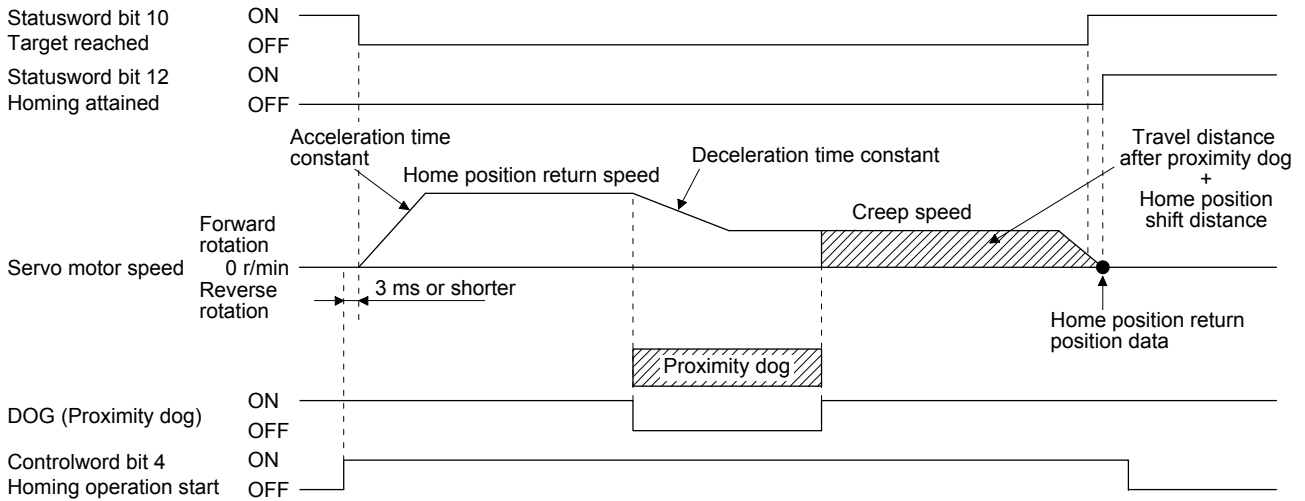 Statusword bit 10
Target reached
ON
OFF
Statusword bit 12
Homing attained
ON
OFF
Acceleration time
constant
Home position return speed
Deceleration time constant
Travel distance
after proximity dog
+
Home position
shift distance
Creep speed
Forward
rotation
Servo motor speed 0 r/min
Reverse
rotation
3 ms or shorter
Home position return
position data
Proximity dog
DOG (Proximity dog)
ON
OFF
Controlword bit 4
Homing operation start
ON
OFF